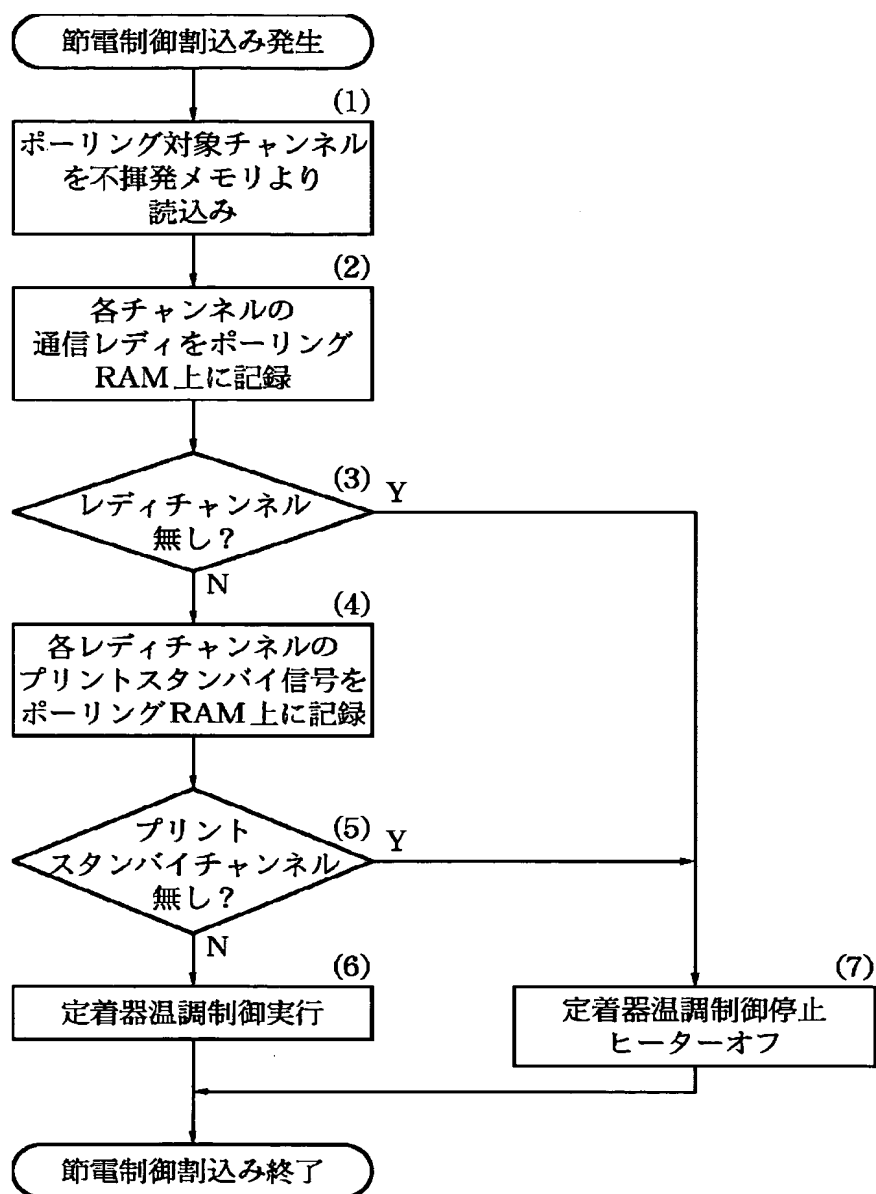 節電制御割込み発生
(1)
ポーリング対象チャンネル
を不揮発メモリより
読込み
(2)
各チャンネルの
通信レディをポーリング
RAM上に記録
(3)
レディチャンネル
無し?
Y
N
(4)
各レディチャンネルの
プリントスタンバイ信号を
ポーリングRAM上に記録
(5)
プリント
スタンバイチャンネル
無し?
Y
N
(6)
定着器温調制御実行
(7)
定着器温調制御停止
ヒーターオフ
節電制御割込み終了